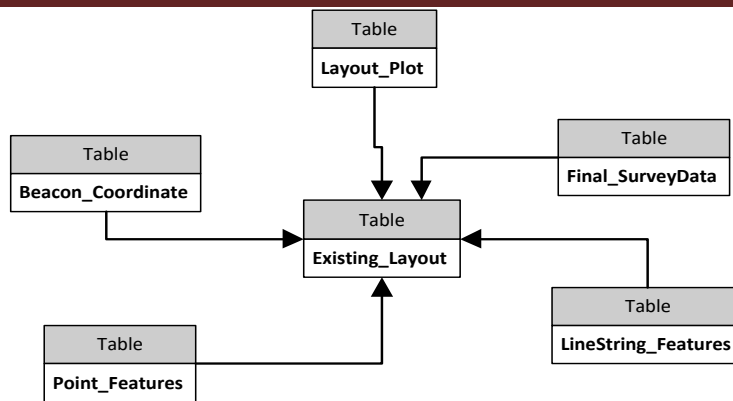 Table
Layout_Plot
Table
Beacon_Coordinate
Table
Final_SurveyData
Table
Existing_Layout
Table
LineString_Features
Table
Point_Features